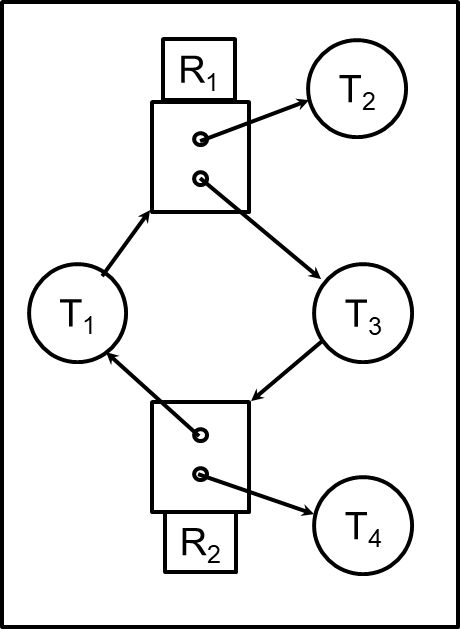 R₁
T₂
T₁
T₃
R₂
T₄